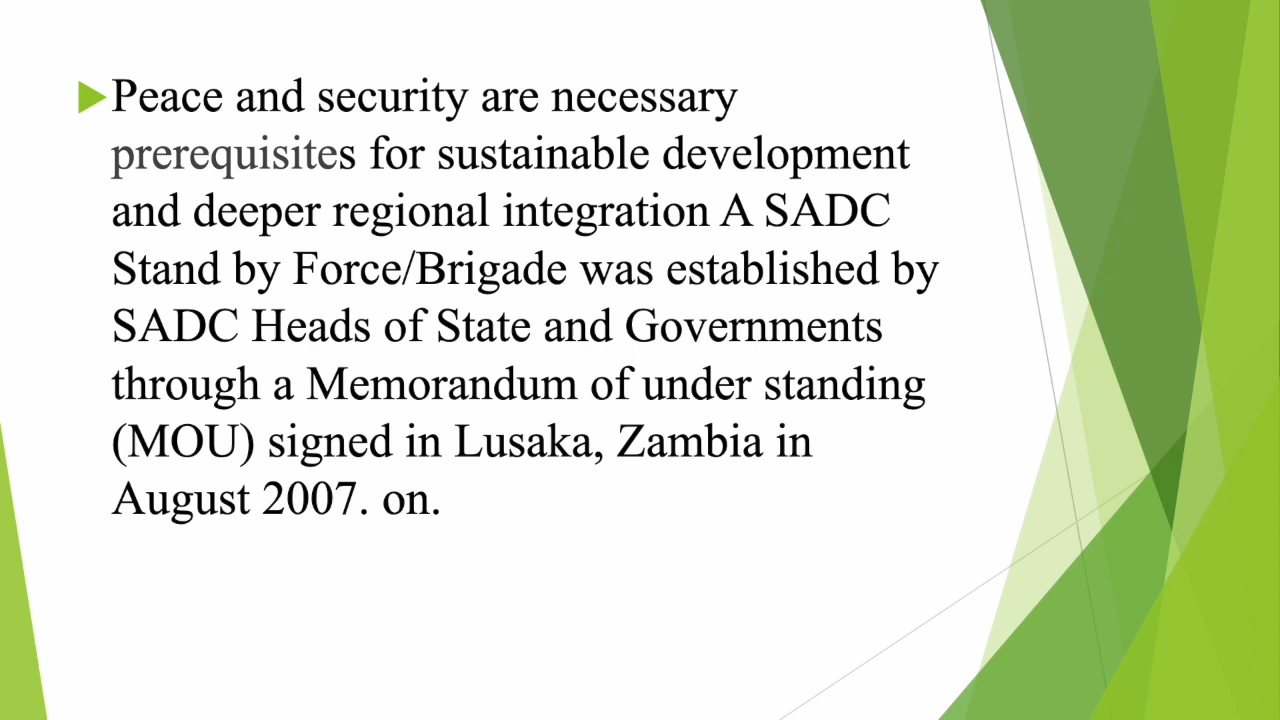 Peace and security are necessary
prerequisites for sustainable development
and deeper regional integration A SADC
Stand by Force/Brigade was established by
SADC Heads of State and Governments
through a Memorandum of under standing
(MOU) signed in Lusaka, Zambia in
August 2007. on.